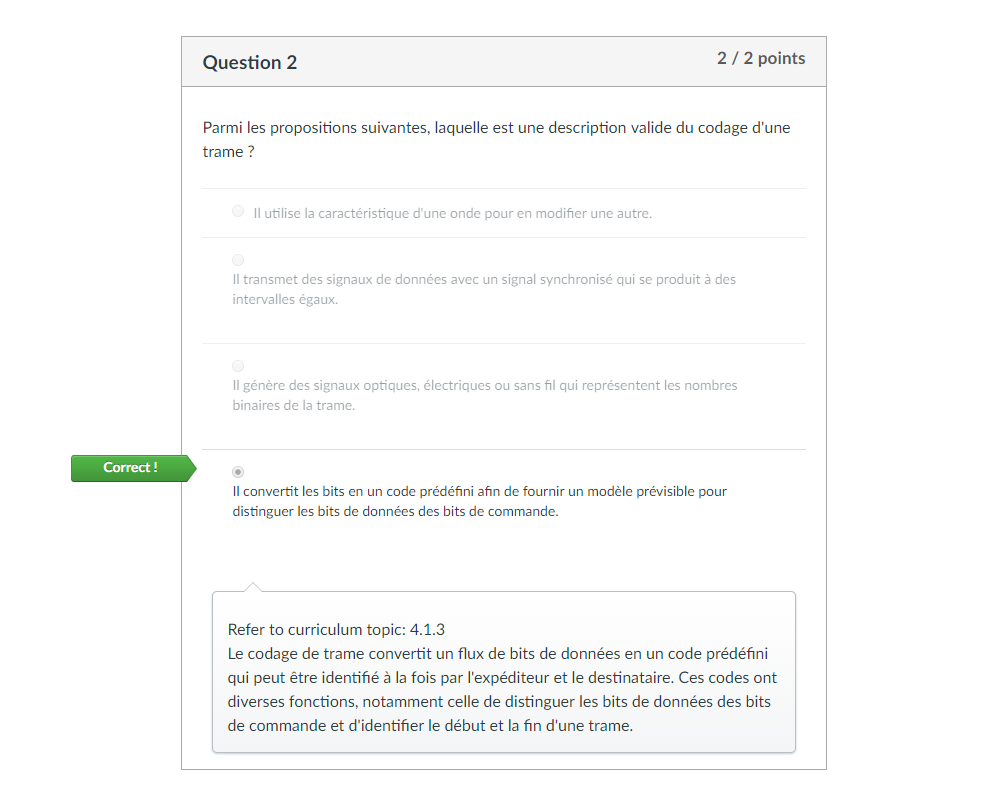 Question 2
2 / 2 points
Parmi les propositions suivantes, laquelle est une description valide du codage d'une
trame ?
Il utilise la caractéristique d'une onde pour en modifier une autre.
Il transmet des signaux de données avec un signal synchronisé qui se produit à des
intervalles égaux.
Il génère des signaux optiques, électriques ou sans fil qui représentent les nombres
binaires de la trame.
Correct !
Il convertit les bits en un code prédéfini afin de fournir un modèle prévisible pour
distinguer les bits de données des bits de commande.
Refer to curriculum topic: 4.1.3
Le codage de trame convertit un flux de bits de données en un code prédéfini
qui peut être identifié à la fois par l'expéditeur et le destinataire. Ces codes ont
diverses fonctions, notamment celle de distinguer les bits de données des bits
de commande et d'identifier le début et la fin d'une trame.